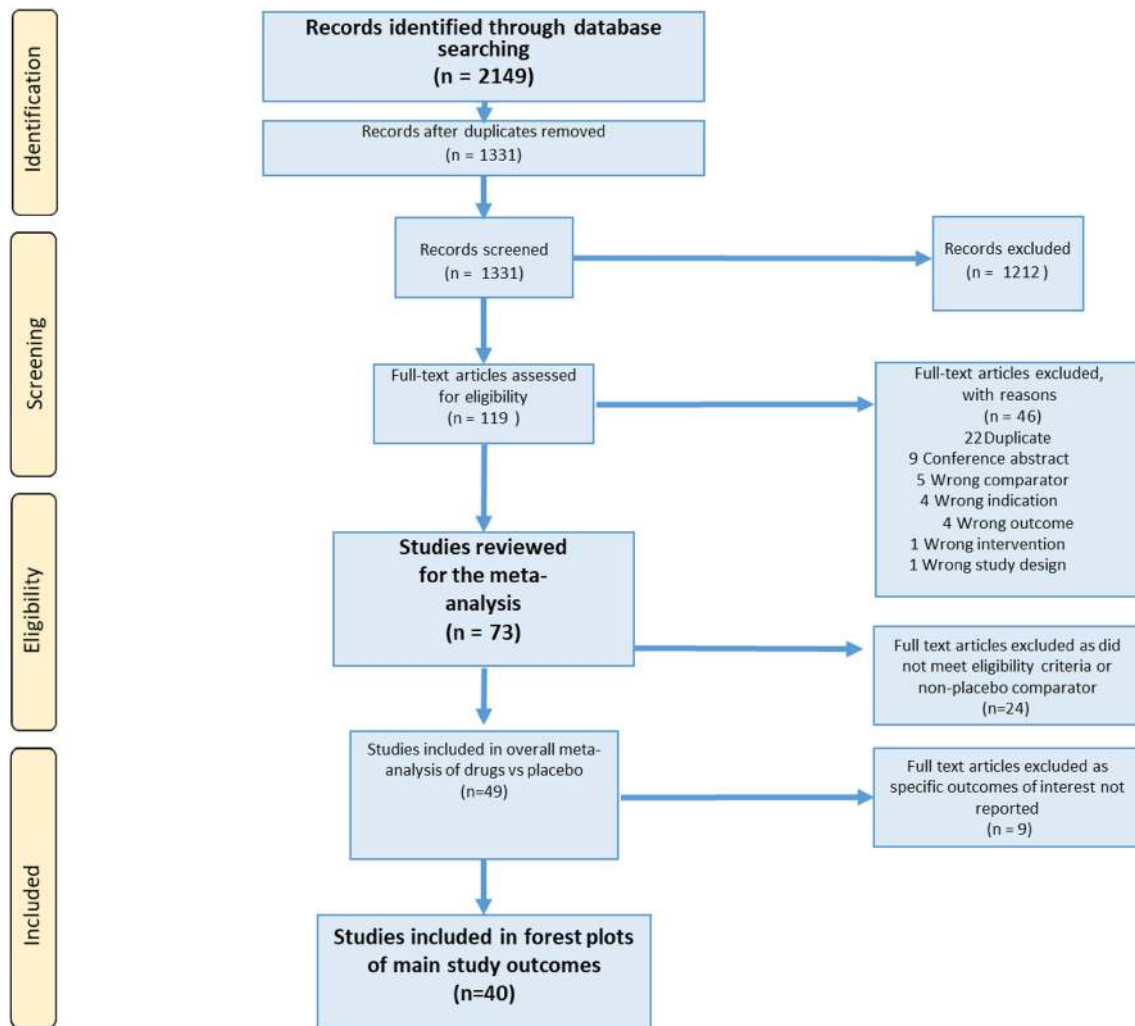 Identification
Records identified through database
searching
(n = 2149)
Records after duplicates removed
(n = 1331)
Screening
Records screened
(n = 1331)
Records excluded
(n = 1212 )
Full-text articles assessed
for eligibility
(n = 119 )
Full-text articles excluded,
with reasons
(n = 46)
22Duplicate
9 Conference abstract
5 Wrong comparator
4 Wrong indication
4 Wrong outcome
1 Wrong intervention
1 Wrong study design
Eligibility
Studies reviewed
for the meta-
analysis
(n = 73)
Full text articles excluded as did
not meet eligibility criteria or
non-placebo comparator
(n=24)
Included
Studies included in overall meta-
analysis of drugs vs placebo
(n=49)
Full text articles excluded as
specific outcomes of interest not
reported
(n = 9)
Studies included in forest plots
of main study outcomes
(n=40)